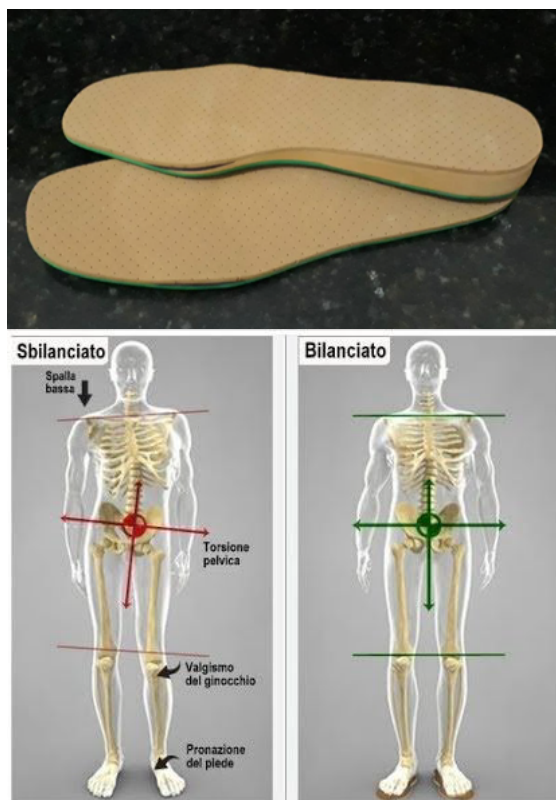 Sbilanciato
Bilanciato
Spalla
bassa
Torsione
pelvica
Valgismo
del ginocchio
Pronazione
del piede